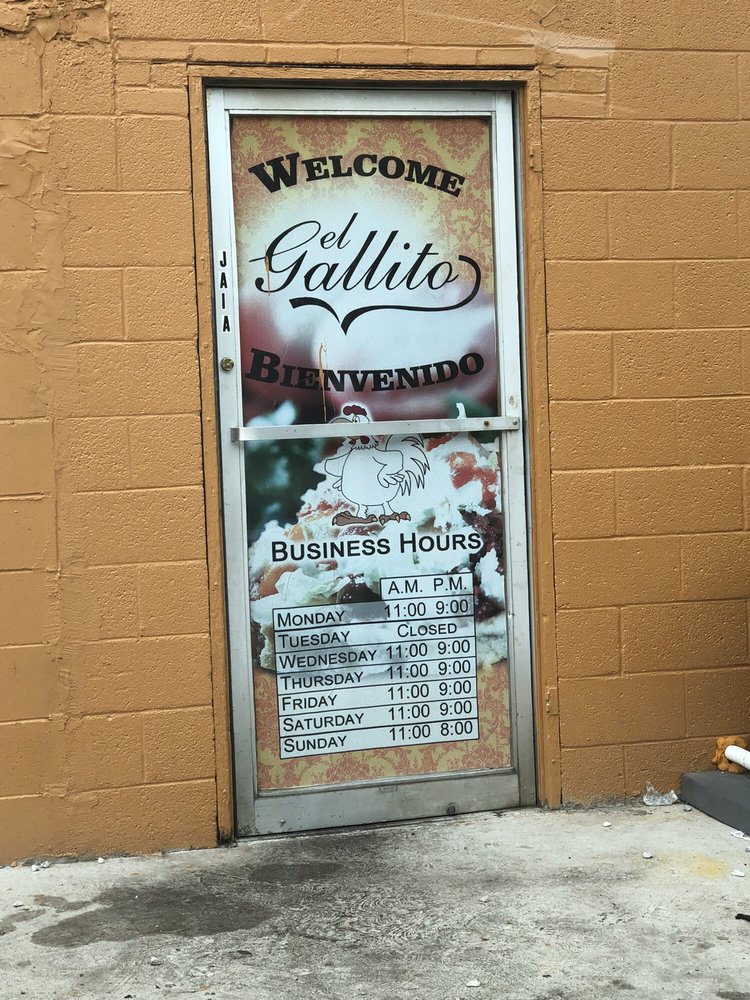 WELCOME
el
Gallito
JAIA
BIENVENIDO
BUSINESS HOURS
A.M. P.M.
MONDAY 11:00 9:00
TUESDAY CLOSED
WEDNESDAY 11:00 9:00
THURSDAY 11:00 9:00
FRIDAY 11:00 9:00
SATURDAY 11:00 9:00
SUNDAY 11:00 8:00